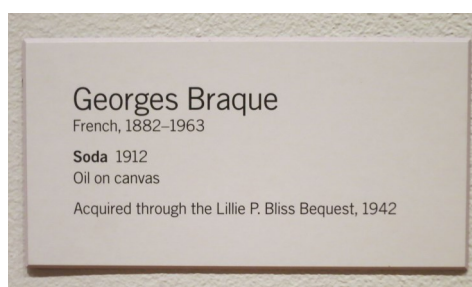 Georges Braque
French, 1882–1963
Soda 1912
Oil on canvas
Acquired through the Lillie P. Bliss Bequest, 1942